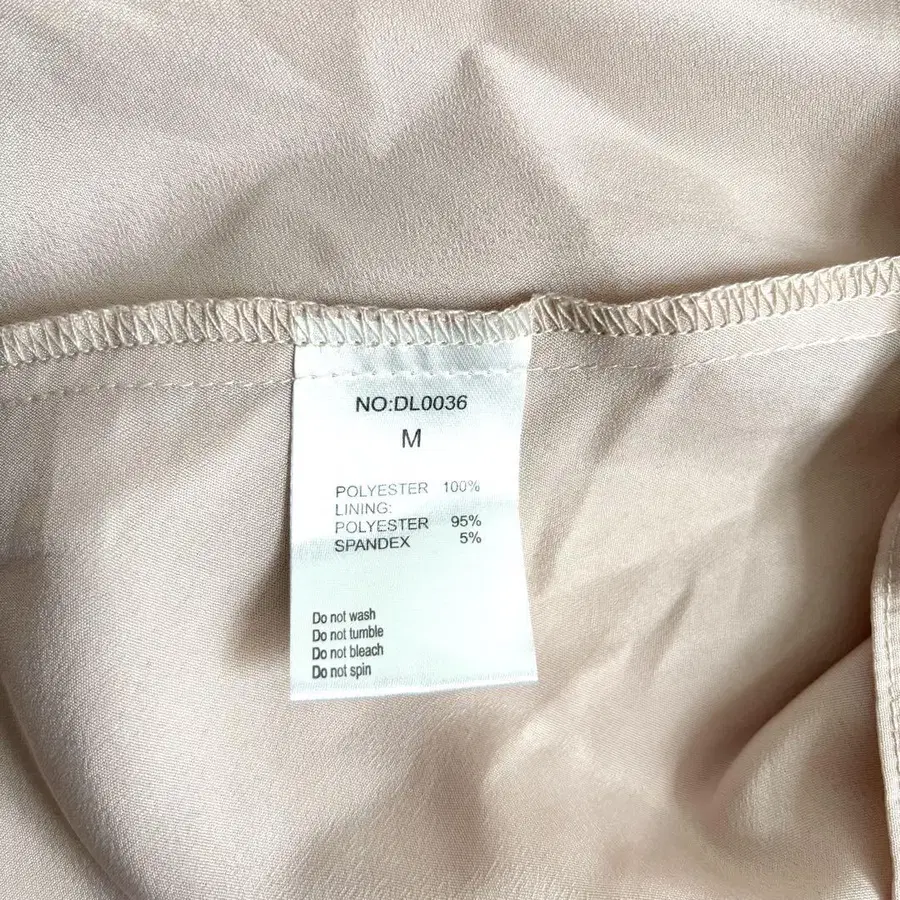 NO:DL0036
M
POLYESTER 100%
LINING:
POLYESTER 95%
SPANDEX 5%
Do not wash
Do not tumble
Do not bleach
Do not spin